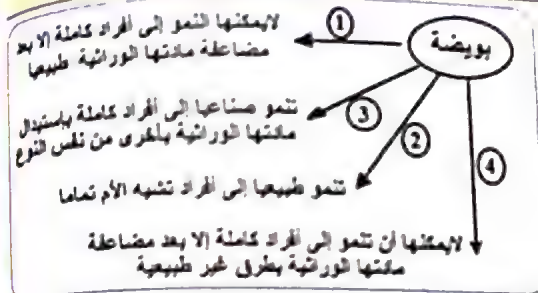 بويضة
①
لايمكنها النمو إلى أفراد كاملة إلا بعد
مضاعفة مادتها الوراثية طبيعيا
③
تنمو صناعيا إلى أفراد كاملة بإستبدال
مادتها الوراثية بأخرى من نفس النوع
②
تنمو طبيعيا إلى أفراد تشبه الأم تماما
④
لايمكنها أن تنمو إلى أفراد كاملة إلا بعد مضاعفة
مادتها الوراثية بطرق غير طبيعية